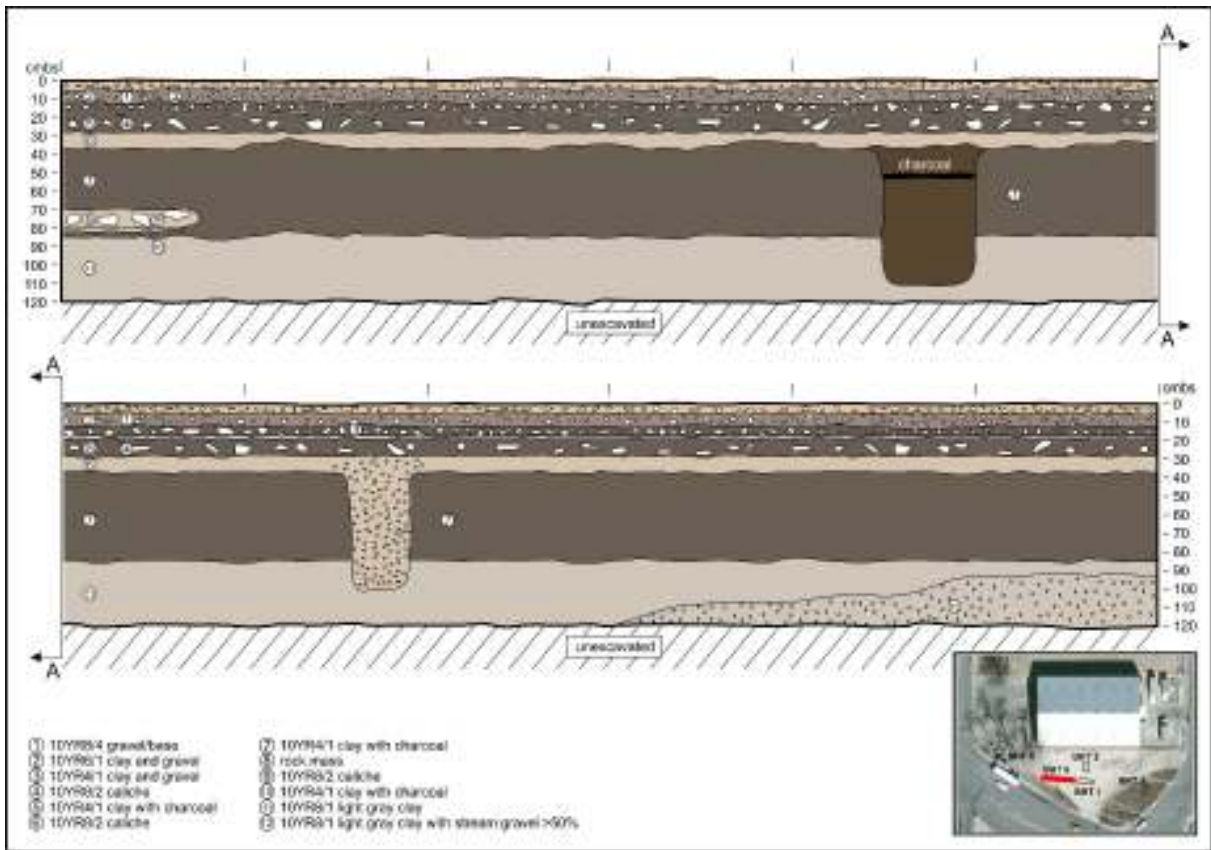 A
cmbs
0
10
20
30
40
50
60
70
80
90
100
110
120
charcoal
7
7
unexcavated
A
A
cmbs
0
10
20
30
40
50
60
70
80
90
100
110
120
7
7
unexcavated
A
1 10YR8/4 gravel/base
2 10YR6/1 clay and gravel
3 10YR4/1 clay and gravel
4 10YR8/2 caliche
5 10YR4/1 clay with charcoal
6 10YR8/2 caliche
7 10YR4/1 clay with charcoal
8 rock mass
9 10YR8/2 caliche
10 10YR4/1 clay with charcoal
11 10YR8/1 light gray clay
12 10YR8/1 light gray clay with stream gravel >50%